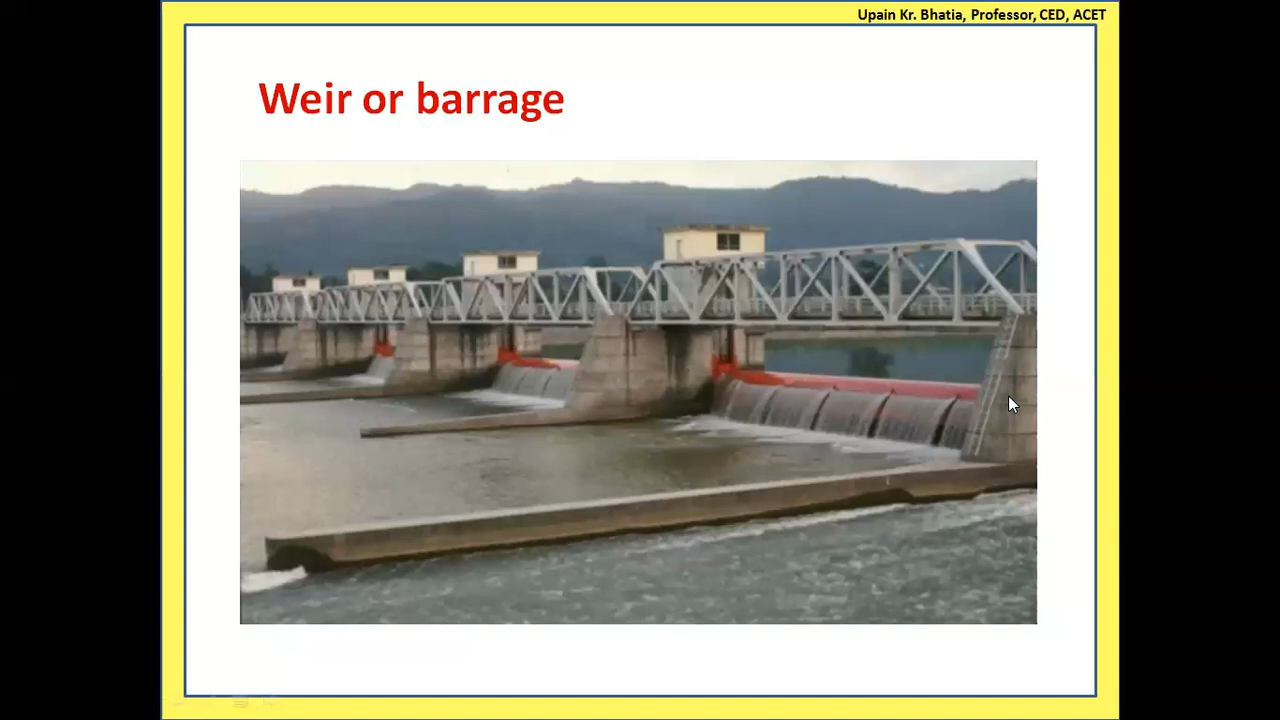 Upain Kr. Bhatia, Professor, CED, ACET
Weir or barrage